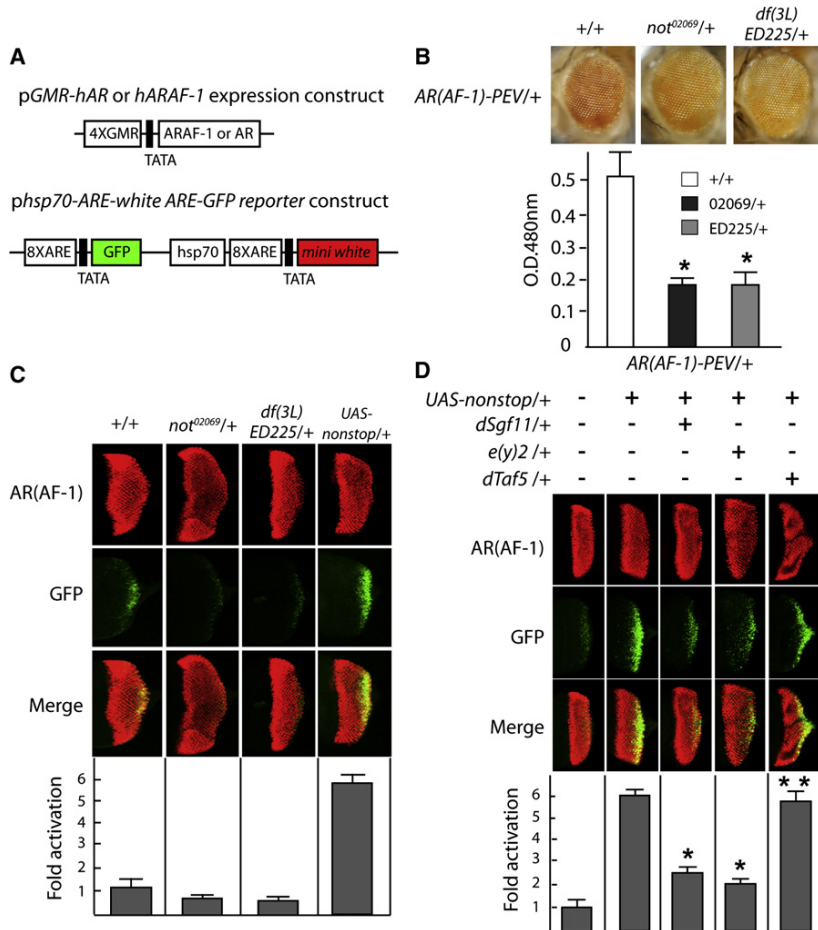 A
pGMR-hAR or hARAF-1 expression construct
4XGMR
ARAF-1 or AR
TATA
phsp70-ARE-white ARE-GFP reporter construct
8XARE
GFP
hsp70
8XARE
mini white
TATA
TATA
B
+/+
not02069/+
df(3L)
ED225/+
AR(AF-1)-PEV/+
O.D.480nm
0.5
0.4
0.3
0.2
0.1
0
+/+
02069/+
ED225/+
*
*
AR(AF-1)-PEV/+
C
+/+
not02069/+
df(3L)
ED225/+
UAS-
nonstop/+
AR(AF-1)
GFP
Merge
Fold activation
6
5
4
3
2
1
D
UAS-nonstop/+ - + + + +
dSgf11/+ - - + - -
e(y)2/+ - - - + -
dTaf5/+ - - - - +
AR(AF-1)
GFP
Merge
Fold activation
6
5
4
3
2
1
*
*
* *